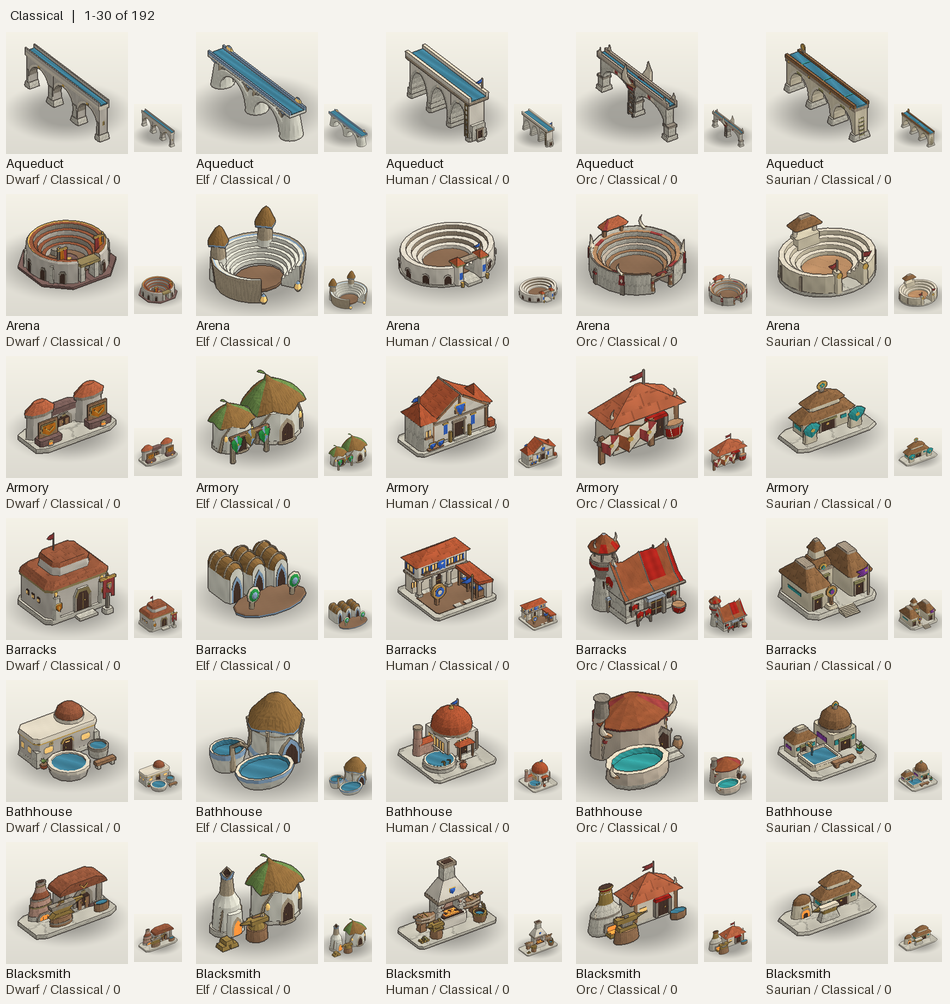 Classical | 1-30 of 192
Aqueduct Aqueduct Aqueduct Aqueduct Aqueduct
Dwarf / Classical / 0 Elf / Classical / 0 Human / Classical / 0 Orc / Classical / 0 Saurian / Classical / 0
Arena Arena Arena Arena Arena
Dwarf / Classical / 0 Elf / Classical / 0 Human / Classical / 0 Orc / Classical / 0 Saurian / Classical / 0
Armory Armory Armory Armory Armory
Dwarf / Classical / 0 Elf / Classical / 0 Human / Classical / 0 Orc / Classical / 0 Saurian / Classical / 0
Barracks Barracks Barracks Barracks Barracks
Dwarf / Classical / 0 Elf / Classical / 0 Human / Classical / 0 Orc / Classical / 0 Saurian / Classical / 0
Bathhouse Bathhouse Bathhouse Bathhouse Bathhouse
Dwarf / Classical / 0 Elf / Classical / 0 Human / Classical / 0 Orc / Classical / 0 Saurian / Classical / 0
Blacksmith Blacksmith Blacksmith Blacksmith Blacksmith
Dwarf / Classical / 0 Elf / Classical / 0 Human / Classical / 0 Orc / Classical / 0 Saurian / Classical / 0